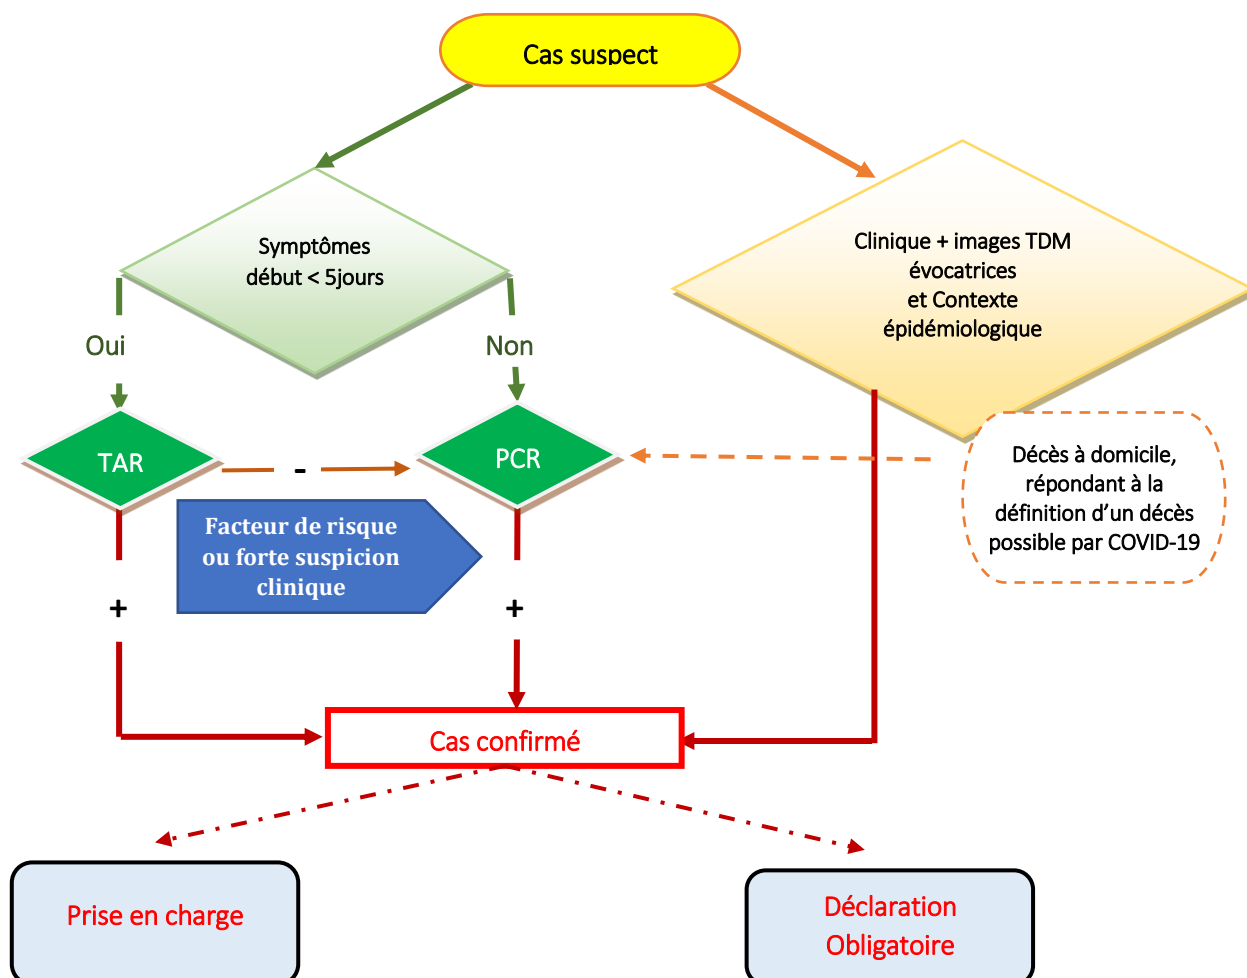 Cas suspect
Symptômes
début < 5jours
Clinique + images TDM
évocatrices
et Contexte
épidémiologique
Oui
Non
TAR
-
PCR
Décès à domicile,
répondant à la
définition d'un décès
possible par COVID-19
Facteur de risque
ou forte suspicion
clinique
+
+
Cas confirmé
Prise en charge
Déclaration
Obligatoire